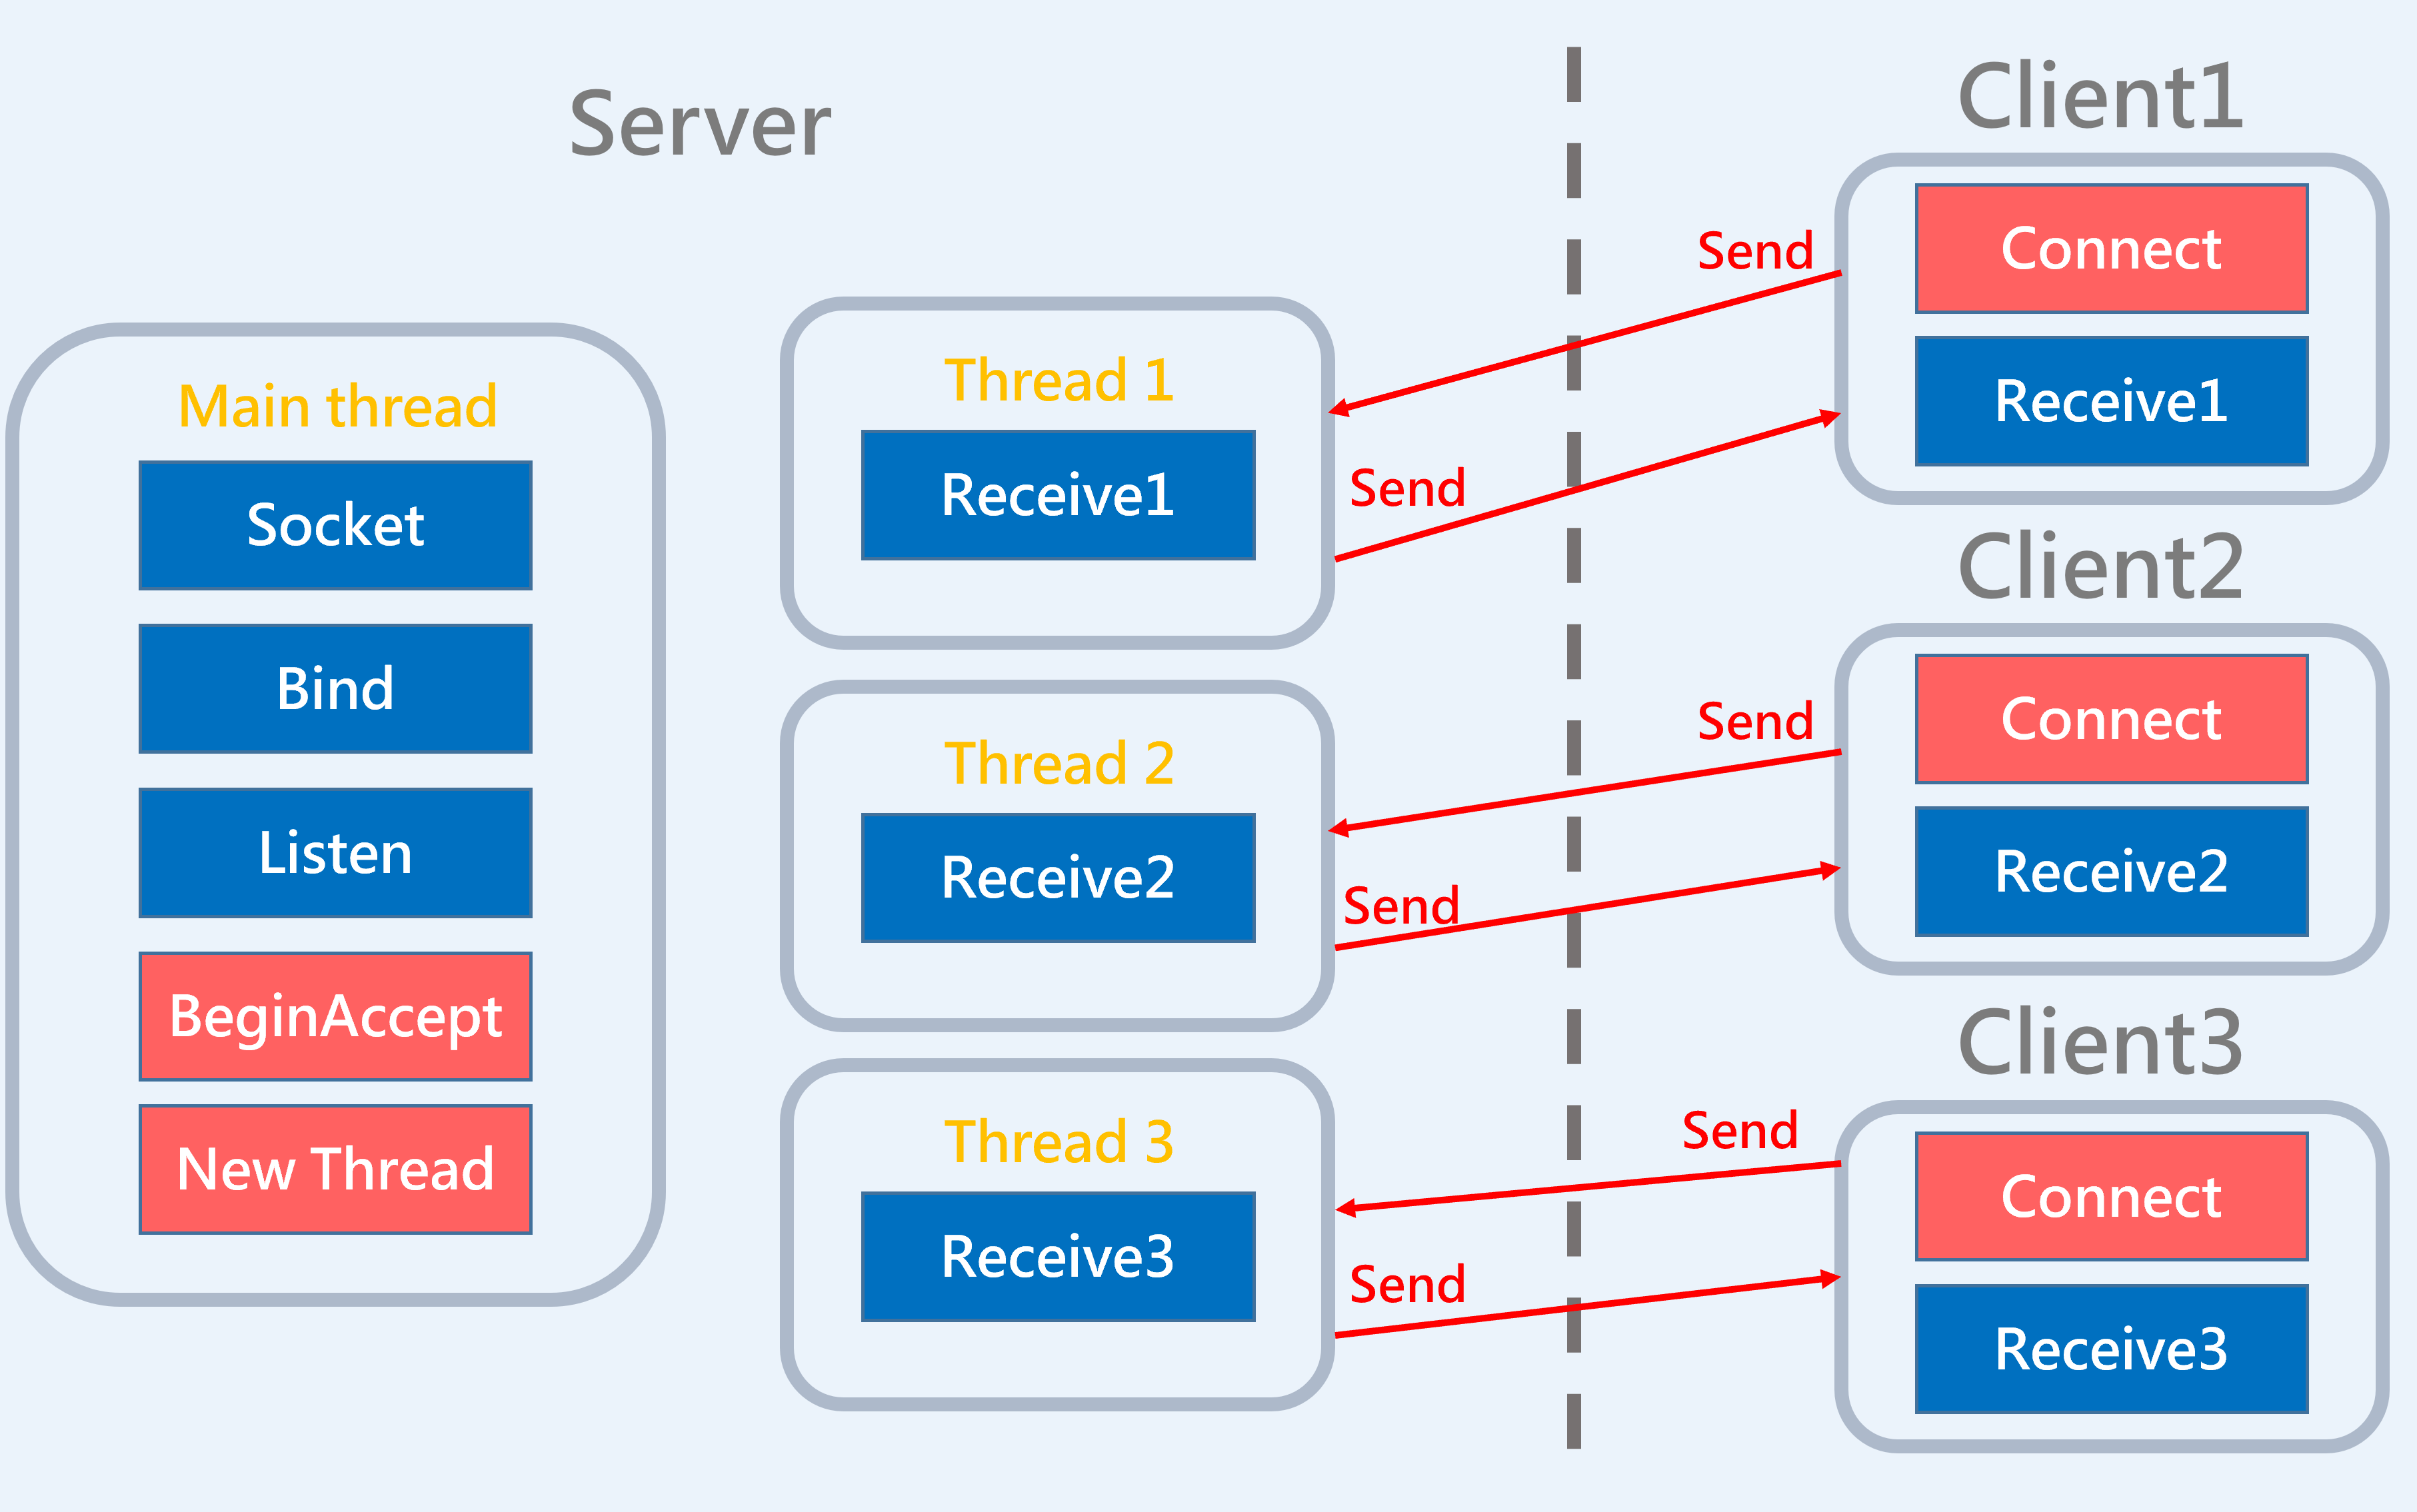 Server
Main thread
Socket
Bind
Listen
BeginAccept
New Thread
Thread 1
Receive1
Thread 2
Receive2
Thread 3
Receive3
Send
Send
Send
Send
Send
Send
Client1
Connect
Receive1
Client2
Connect
Receive2
Client3
Connect
Receive3